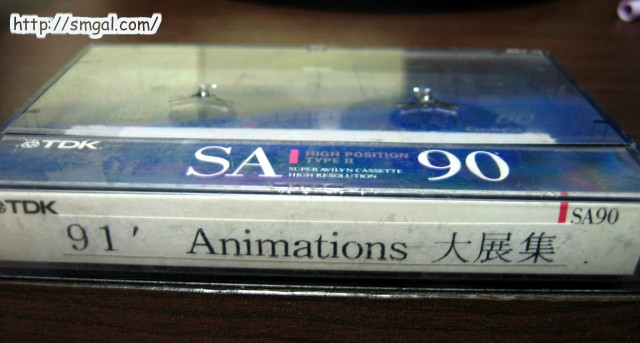 http://smgal.com/
TDK
SA HIGH POSITION TYPE II 90
SUPER AVILYN CASSETTE
HIGH RESOLUTION
TDK
SA90
91' Animations 大展集